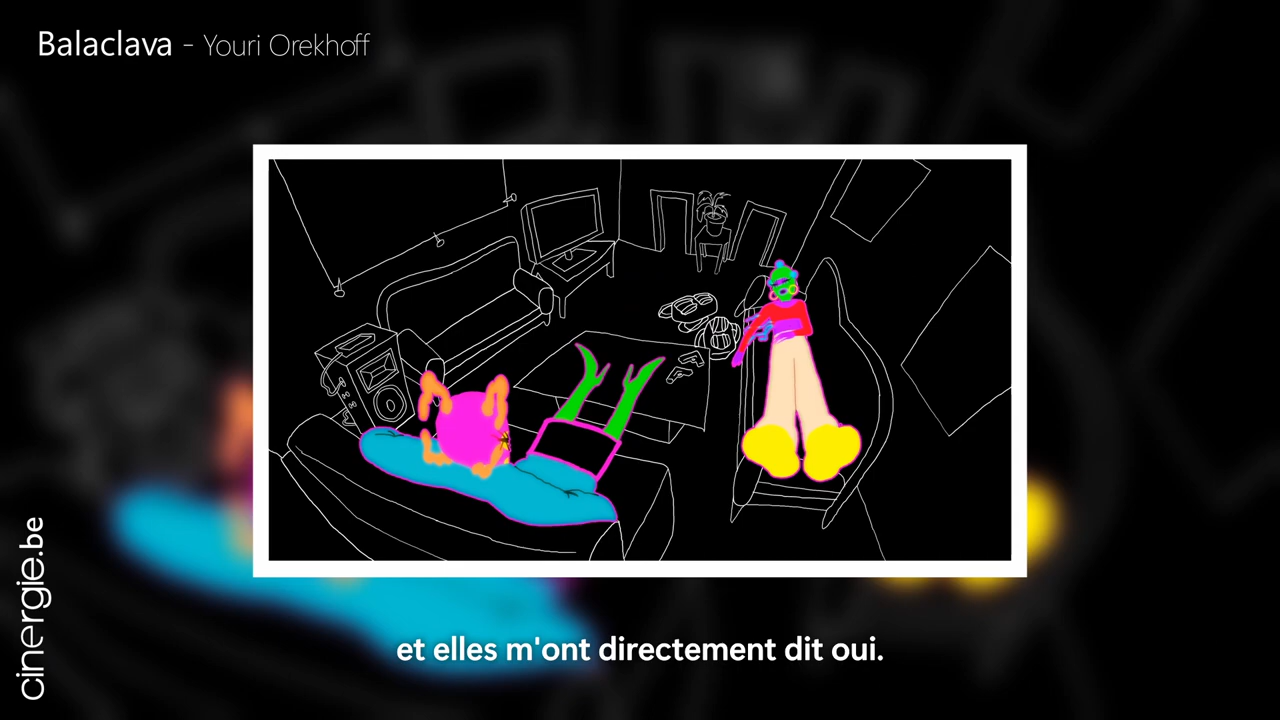 Balaclava - Youri Orekhoff
cinergie.be
et elles m'ont directement dit oui.